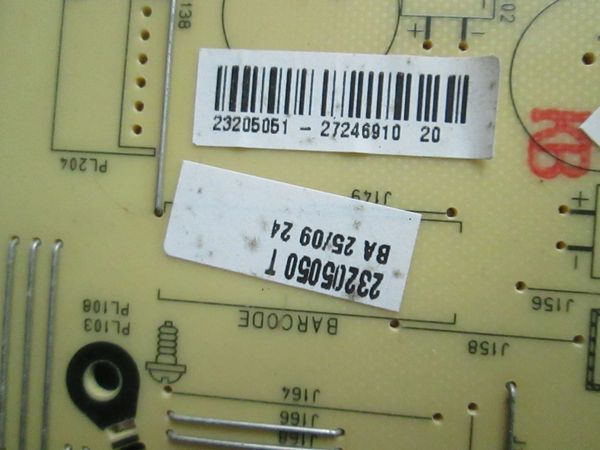 138
02
+ -
23205051 - 27246910 20
KB
PL204
J149
23205050 T
BA 25/09 24
+
-
J156
BARCODE
PL108
PL103
J158
J164
J166
J168